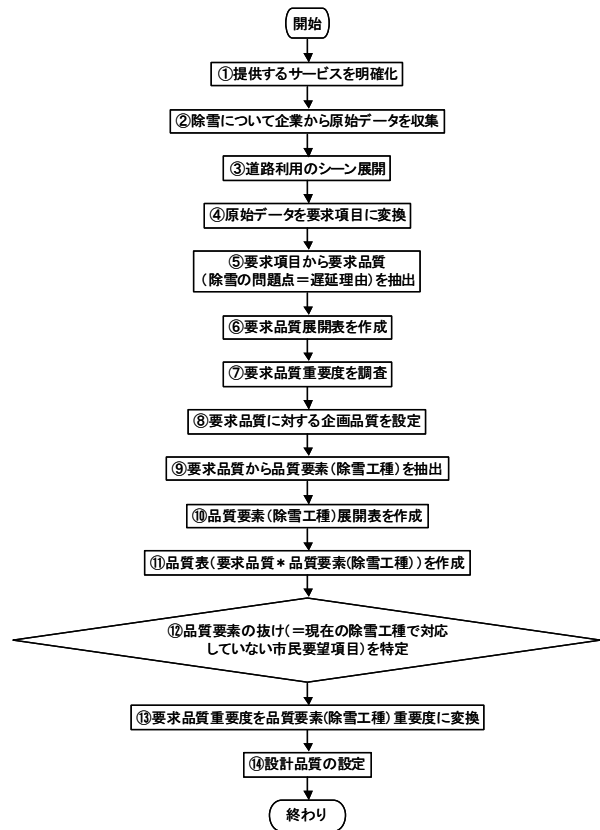 開始
①提供するサービスを明確化
②除雪について企業から原始データを収集
③道路利用のシーン展開
④原始データを要求項目に変換
⑤要求項目から要求品質
(除雪の問題点＝遅延理由)を抽出
⑥要求品質展開表を作成
⑦要求品質重要度を調査
⑧要求品質に対する企画品質を設定
⑨要求品質から品質要素(除雪工種)を抽出
⑩品質要素(除雪工種)展開表を作成
⑪品質表(要求品質＊品質要素(除雪工種))を作成
⑫品質要素の抜け(＝現在の除雪工種で対応
していない市民要望項目)を特定
⑬要求品質重要度を品質要素(除雪工種)重要度に変換
⑭設計品質の設定
終わり